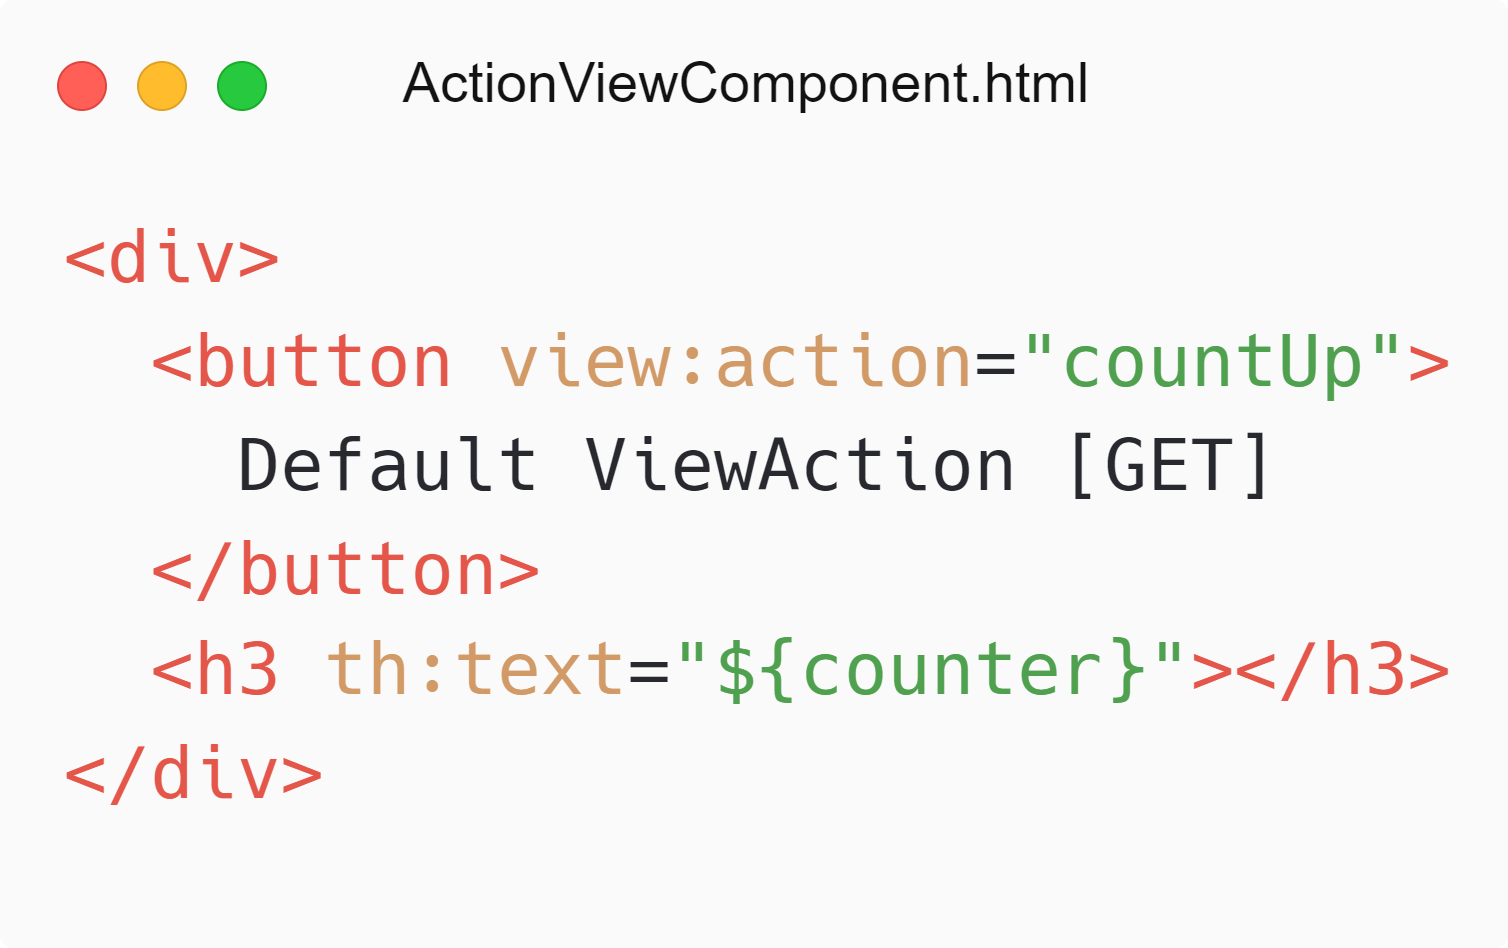 ActionViewComponent.html
<div>
  <button view:action="countUp">
    Default ViewAction [GET]
  </button>
  <h3 th:text="${counter}"></h3>
</div>